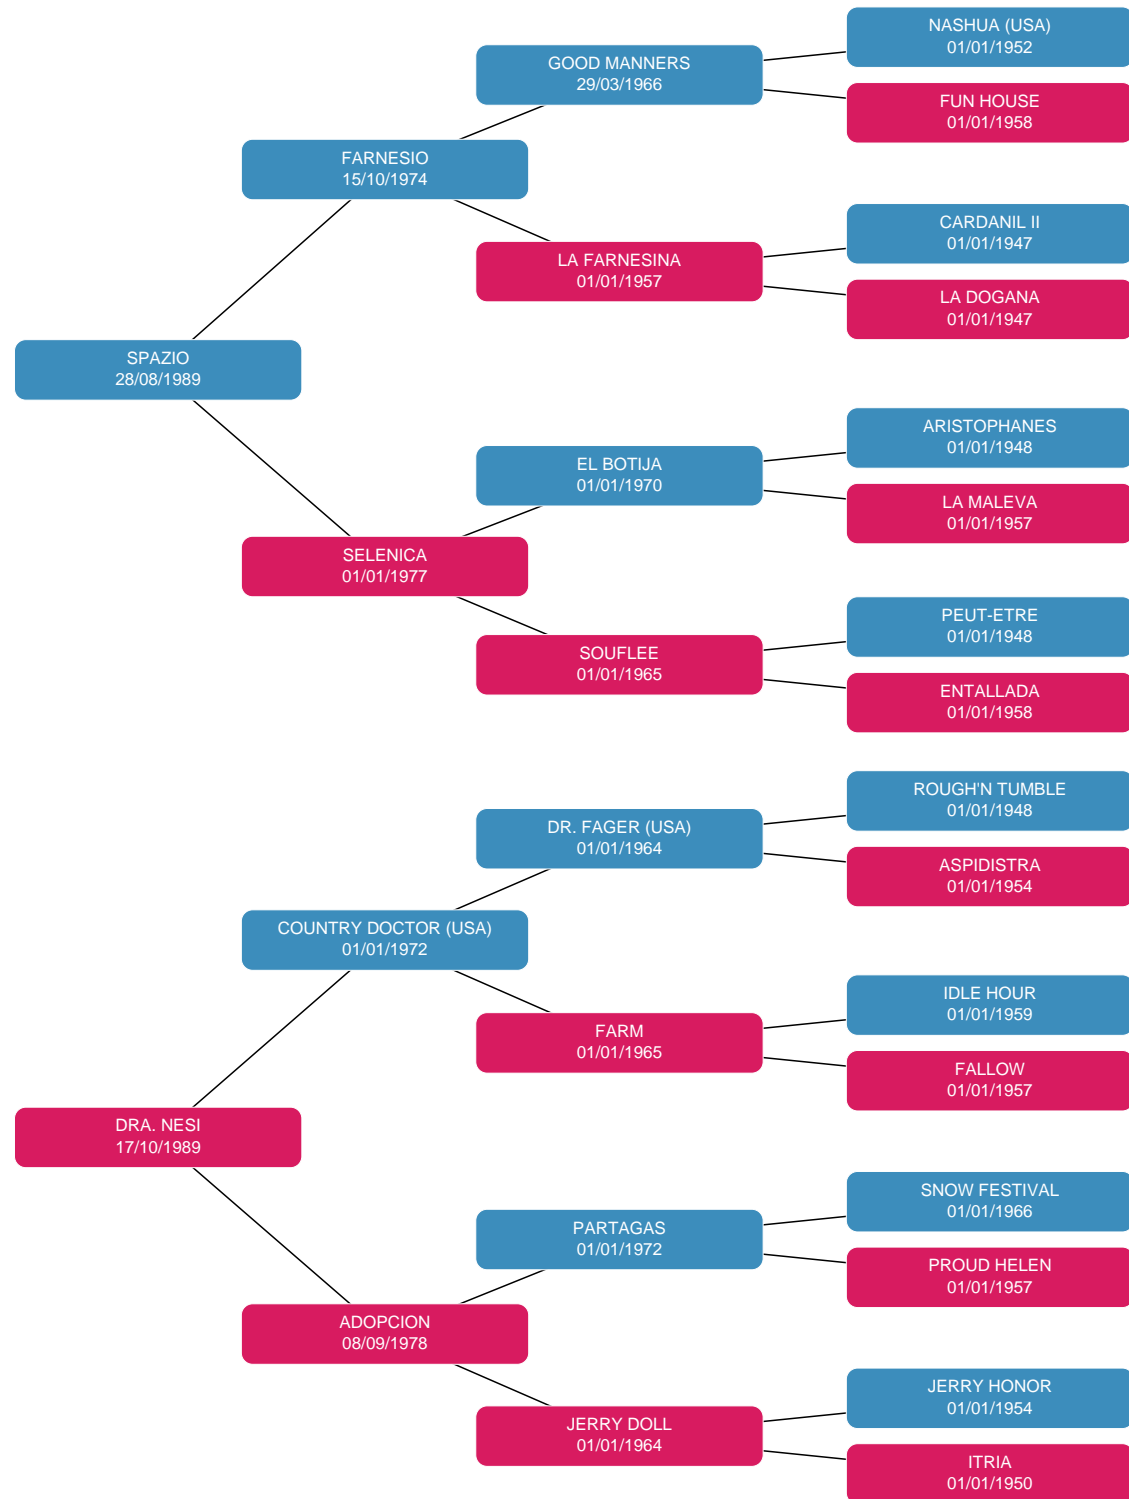 NASHUA (USA)
01/01/1952
GOOD MANNERS
29/03/1966
FUN HOUSE
01/01/1958
FARNESIO
15/10/1974
CARDANIL II
01/01/1947
LA FARNESINA
01/01/1957
LA DOGANA
01/01/1947
SPAZIO
28/08/1989
ARISTOPHANES
01/01/1948
EL BOTIJA
01/01/1970
LA MALEVA
01/01/1957
SELENICA
01/01/1977
PEUT-ETRE
01/01/1948
SOUFLEE
01/01/1965
ENTALLADA
01/01/1958
ROUGH'N TUMBLE
01/01/1948
DR. FAGER (USA)
01/01/1964
ASPIDISTRA
01/01/1954
COUNTRY DOCTOR (USA)
01/01/1972
IDLE HOUR
01/01/1959
FARM
01/01/1965
FALLOW
01/01/1957
DRA. NESI
17/10/1989
SNOW FESTIVAL
01/01/1966
PARTAGAS
01/01/1972
PROUD HELEN
01/01/1957
ADOPCION
08/09/1978
JERRY HONOR
01/01/1954
JERRY DOLL
01/01/1964
ITRIA
01/01/1950